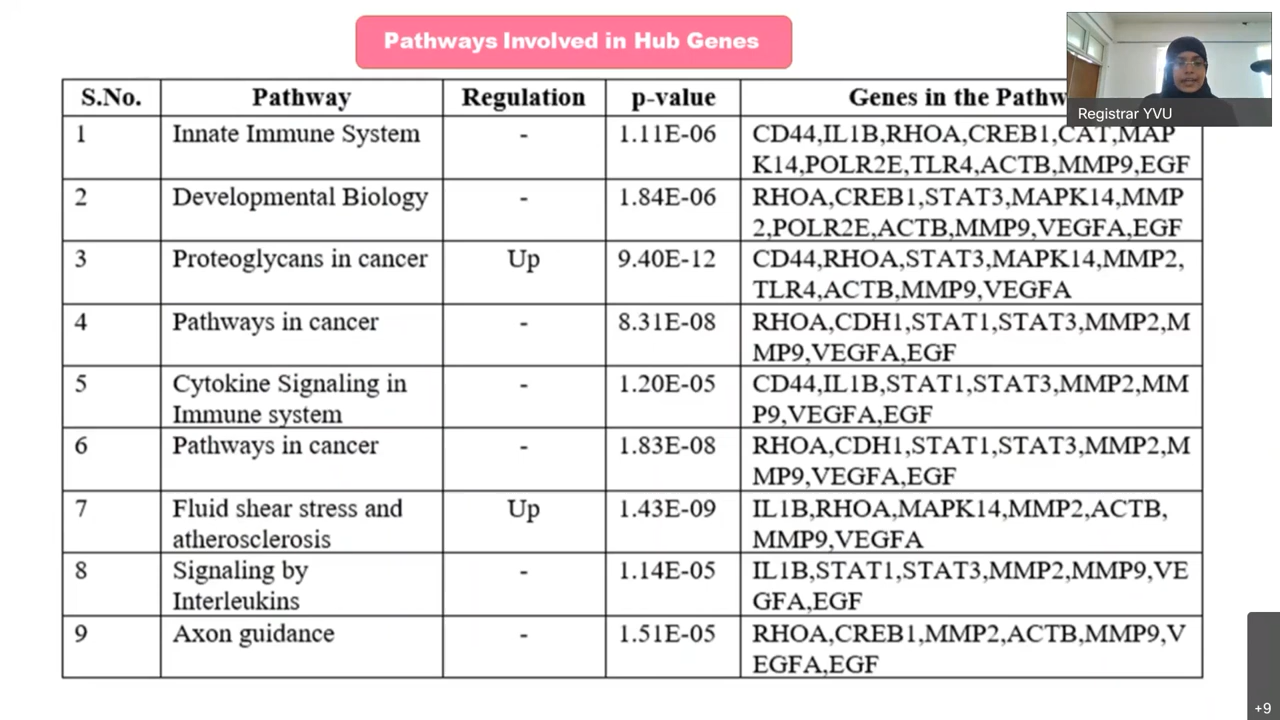 Pathways Involved in Hub Genes
Registrar YVU
S.No. Pathway Regulation p-value Genes in the Pathw
1 Innate Immune System - 1.11E-06 CD44,IL1B,RHOA,CREB1,CAT,MAP
K14,POLR2E,TLR4,ACTB,MMP9,EGF
2 Developmental Biology - 1.84E-06 RHOA,CREB1,STAT3,MAPK14,MMP
2,POLR2E,ACTB,MMP9,VEGFA,EGF
3 Proteoglycans in cancer Up 9.40E-12 CD44,RHOA,STAT3,MAPK14,MMP2,
TLR4,ACTB,MMP9,VEGFA
4 Pathways in cancer - 8.31E-08 RHOA,CDH1,STAT1,STAT3,MMP2,M
MP9,VEGFA,EGF
5 Cytokine Signaling in - 1.20E-05 CD44,IL1B,STAT1,STAT3,MMP2,MM
Immune system P9,VEGFA,EGF
6 Pathways in cancer - 1.83E-08 RHOA,CDH1,STAT1,STAT3,MMP2,M
MP9,VEGFA,EGF
7 Fluid shear stress and Up 1.43E-09 IL1B,RHOA,MAPK14,MMP2,ACTB,
atherosclerosis MMP9,VEGFA
8 Signaling by - 1.14E-05 IL1B,STAT1,STAT3,MMP2,MMP9,VE
Interleukins GFA,EGF
9 Axon guidance - 1.51E-05 RHOA,CREB1,MMP2,ACTB,MMP9,V
EGFA,EGF
+9